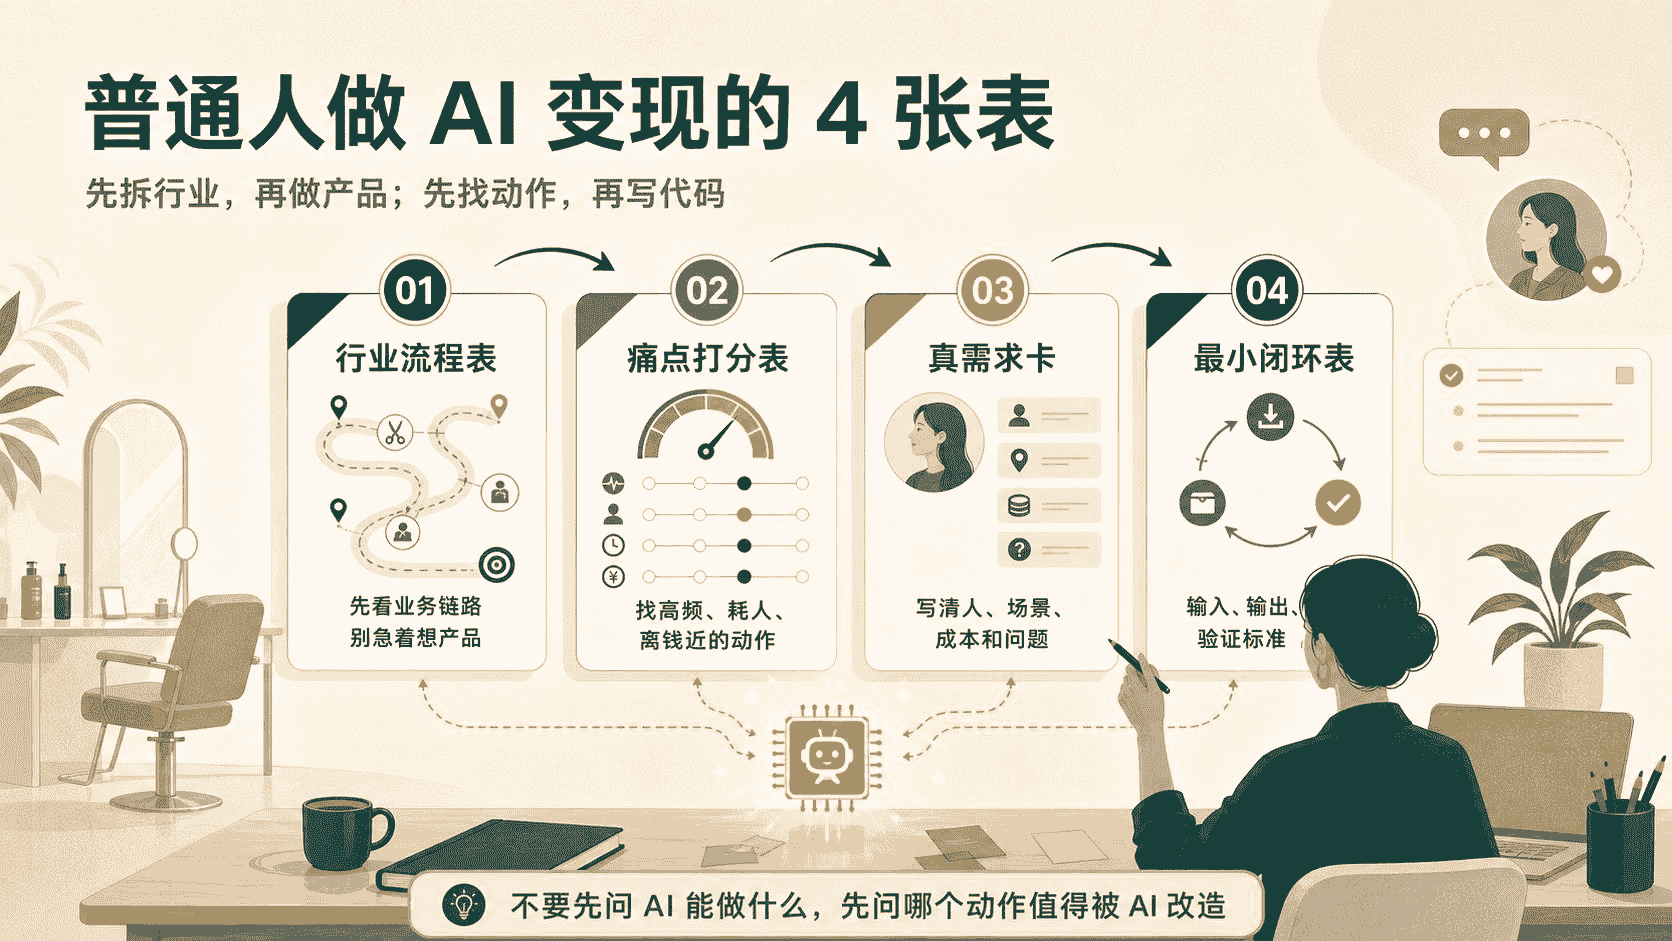 普通人做 AI 变现的 4 张表
先拆行业，再做产品；先找动作，再写代码
01
行业流程表
先看业务链路
别急着想产品
02
痛点打分表
¥
找高频、耗人、
离钱近的动作
03
真需求卡
?
写清人、场景、
成本和问题
04
最小闭环表
输入、输出、
验证标准
不要先问 AI 能做什么，先问哪个动作值得被 AI 改造